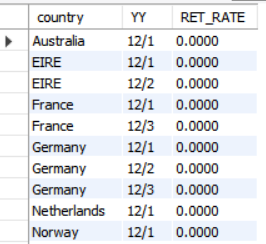 country YY RET_RATE
Australia 12/1 0.0000
EIRE 12/1 0.0000
EIRE 12/2 0.0000
France 12/1 0.0000
France 12/3 0.0000
Germany 12/1 0.0000
Germany 12/2 0.0000
Germany 12/3 0.0000
Netherlands 12/1 0.0000
Norway 12/1 0.0000